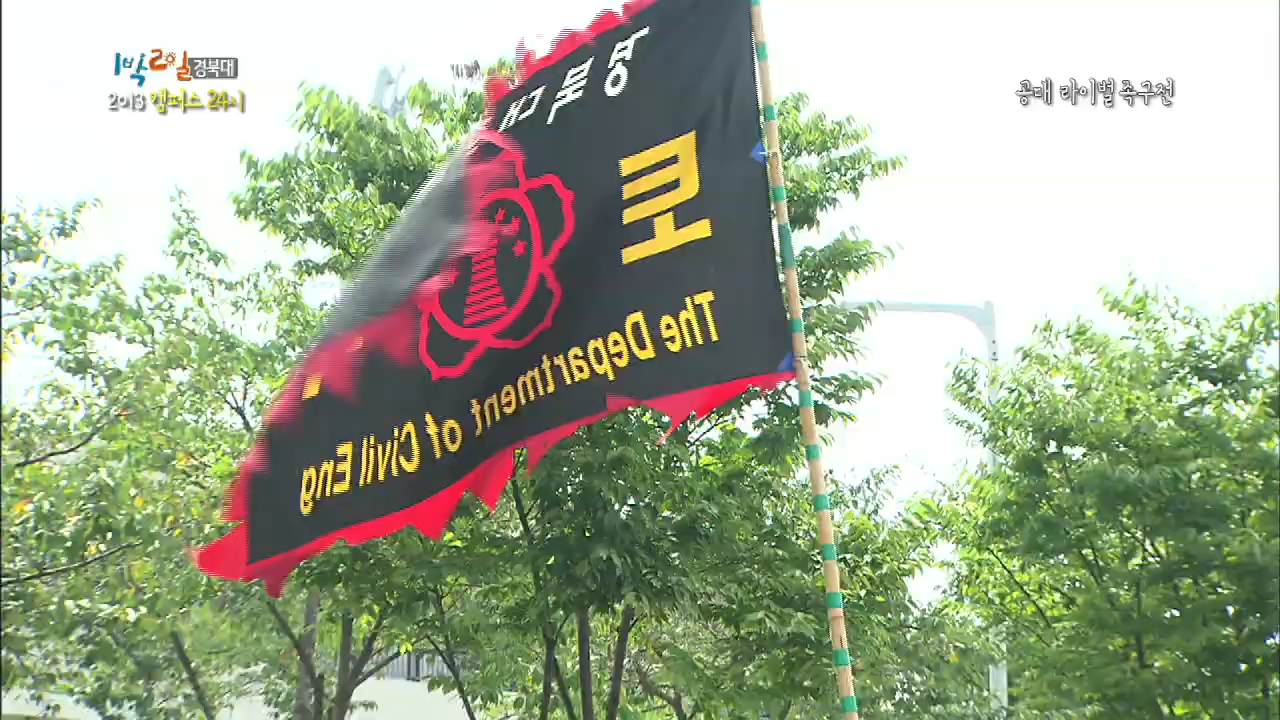 1박2일 경북대
2013 캠퍼스 24시
공대 라이벌 족구전
경북대
토
The Department of Civil Eng